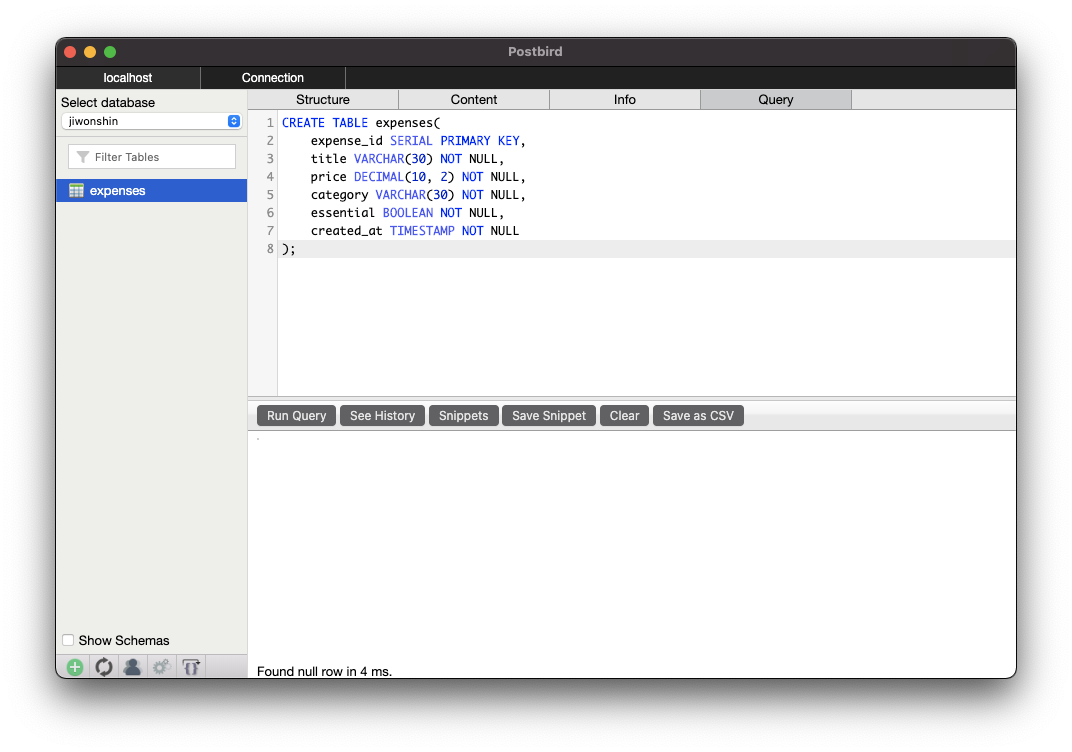 Postbird
localhost Connection
Select database
jiwonshin
Filter Tables
expenses
Show Schemas
Structure Content Info Query
1 CREATE TABLE expenses(
2     expense_id SERIAL PRIMARY KEY,
3     title VARCHAR(30) NOT NULL,
4     price DECIMAL(10, 2) NOT NULL,
5     category VARCHAR(30) NOT NULL,
6     essential BOOLEAN NOT NULL,
7     created_at TIMESTAMP NOT NULL
8 );
Run Query See History Snippets Save Snippet Clear Save as CSV
Found null row in 4 ms.